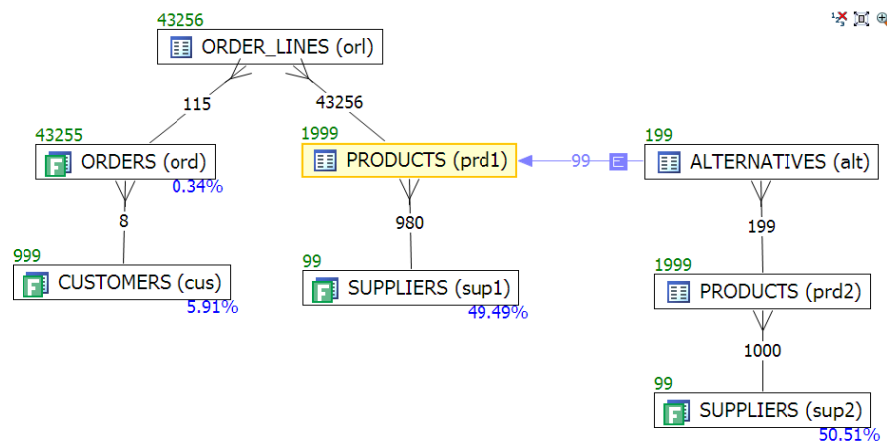 43256
ORDER_LINES (orl)
115
43256
43255
ORDERS (ord)
0.34%
1999
PRODUCTS (prd1)
99
E
199
ALTERNATIVES (alt)
8
980
199
999
CUSTOMERS (cus)
5.91%
99
SUPPLIERS (sup1)
49.49%
1999
PRODUCTS (prd2)
1000
99
SUPPLIERS (sup2)
50.51%